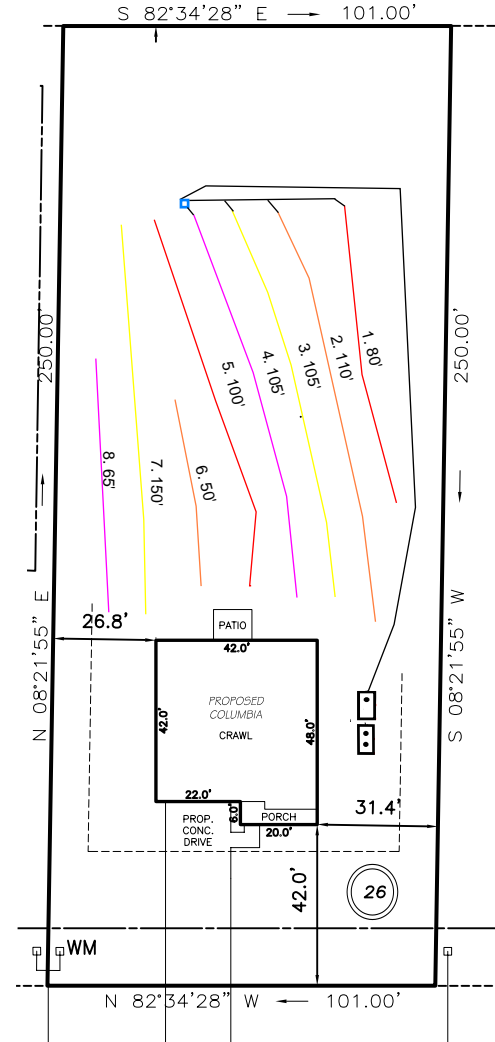 S 82°34'28" E 101.00'
250.00'
250.00'
1. 80'
2. 110'
3. 105'
4. 105'
5. 100'
6. 50'
7. 150'
8. 65'
N 08°21'55" E
S 08°21'55" W
26.8'
PATIO
42.0'
PROPOSED
COLUMBIA
CRAWL
42.0'
48.0'
22.0'
6.0'
PORCH
20.0'
PROP.
CONC.
DRIVE
31.4'
42.0'
26
WM
N 82°34'28" W 101.00'